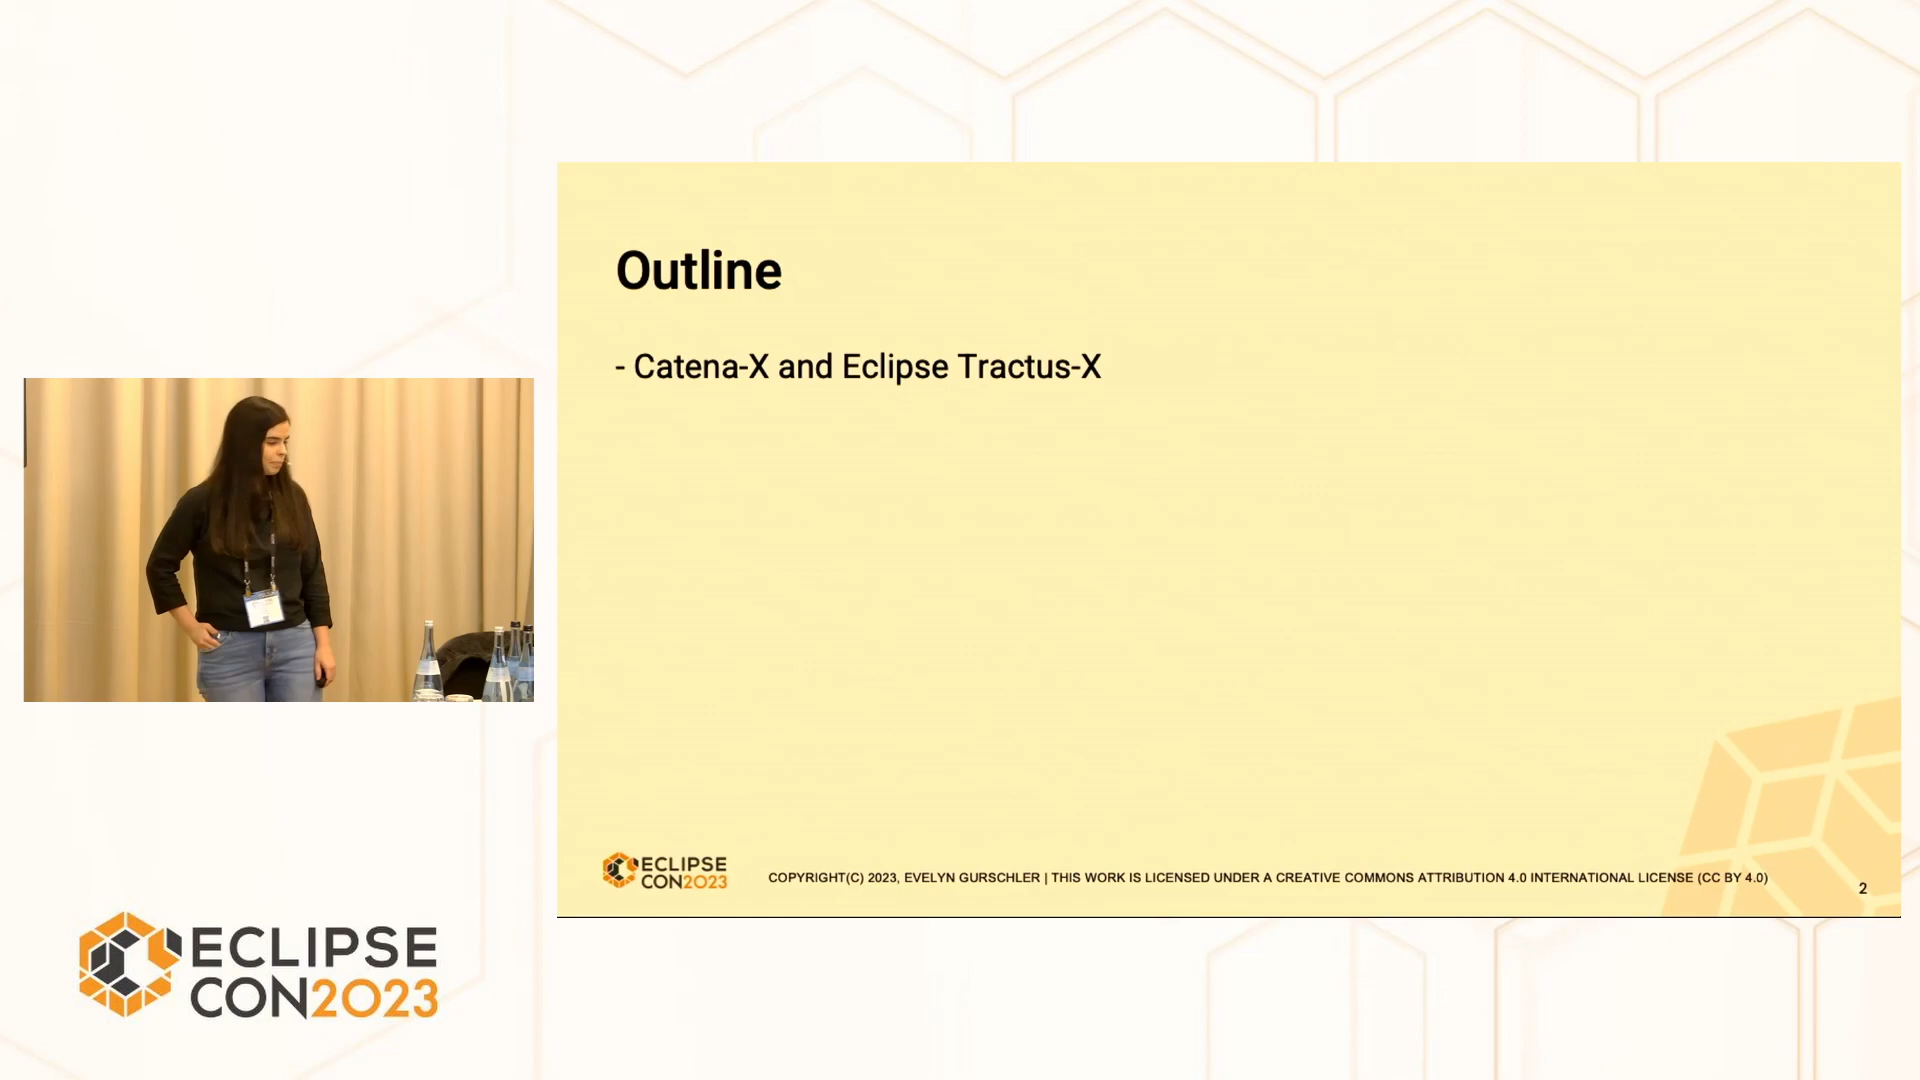 Outline
- Catena-X and Eclipse Tractus-X
ECLIPSE
CON2023
COPYRIGHT(C) 2023, EVELYN GURSCHLER | THIS WORK IS LICENSED UNDER A CREATIVE COMMONS ATTRIBUTION 4.0 INTERNATIONAL LICENSE (CC BY 4.0)
2
ECLIPSE
CON2023